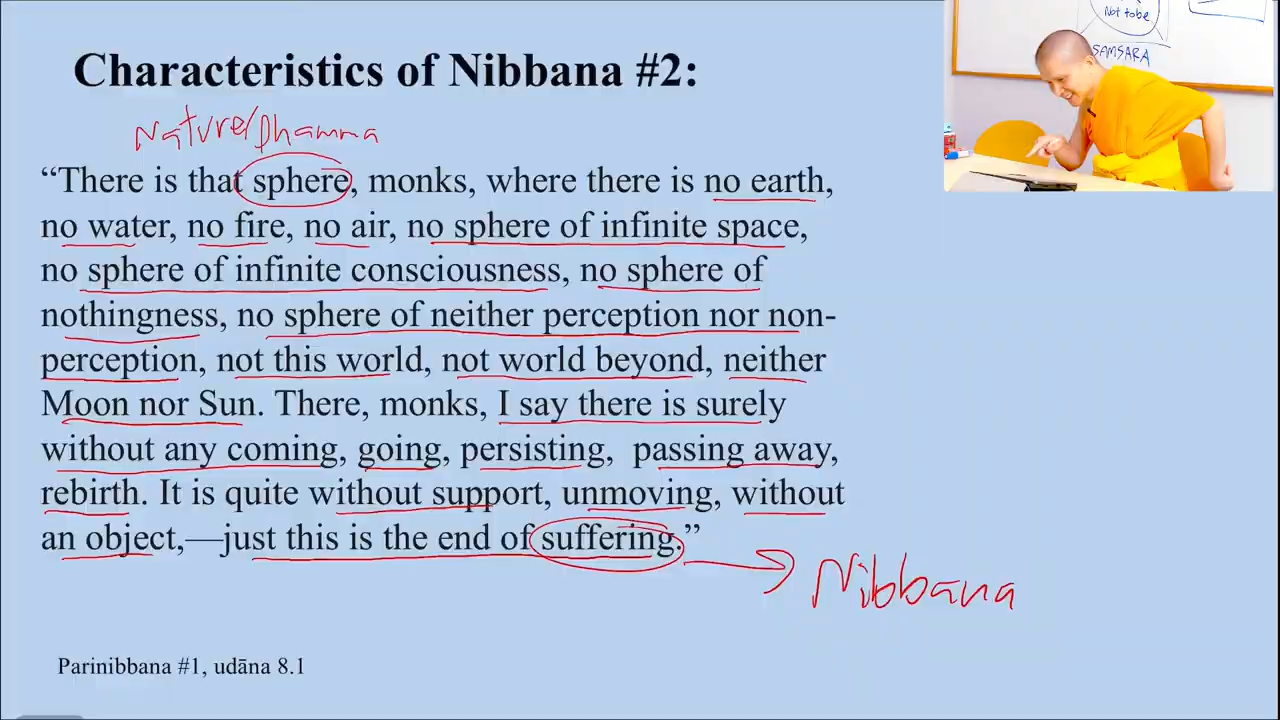 Not to be
SAMSARA
Characteristics of Nibbana #2:
Nature/Dhamma
“There is that sphere, monks, where there is no earth,
no water, no fire, no air, no sphere of infinite space,
no sphere of infinite consciousness, no sphere of
nothingness, no sphere of neither perception nor non-
perception, not this world, not world beyond, neither
Moon nor Sun. There, monks, I say there is surely
without any coming, going, persisting,  passing away,
rebirth. It is quite without support, unmoving, without
an object,—just this is the end of suffering.”
Nibbana
Parinibbana #1, udāna 8.1